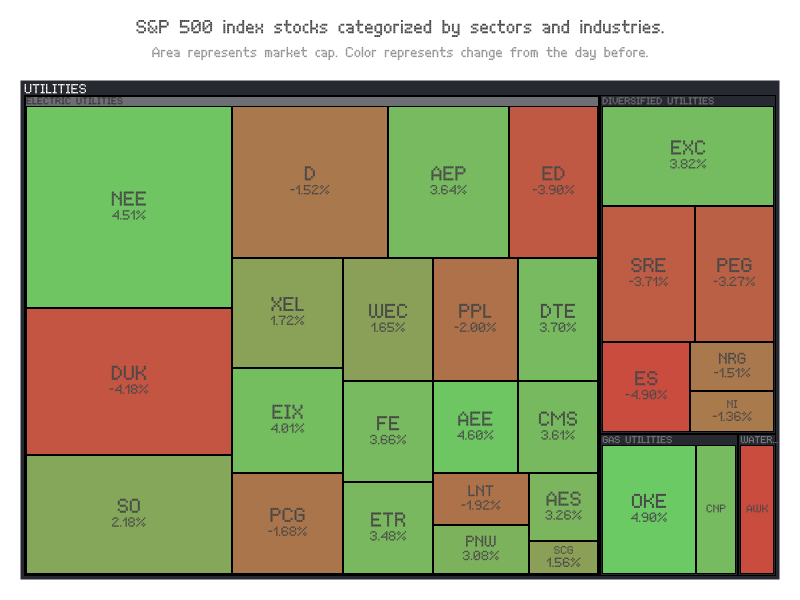 S&P 500 index stocks categorized by sectors and industries.
Area represents market cap. Color represents change from the day before.
UTILITIES
ELECTRIC UTILITIES
NEE
4.51%
DUK
-4.18%
SO
2.18%
D
-1.52%
AEP
3.64%
ED
-3.90%
XEL
1.72%
WEC
1.65%
PPL
-2.00%
DTE
3.70%
EIX
4.01%
FE
3.66%
AEE
4.60%
CMS
3.61%
PCG
-1.68%
ETR
3.48%
LNT
-1.92%
AES
3.26%
PNW
3.08%
SCG
1.56%
DIVERSIFIED UTILITIES
EXC
3.82%
SRE
-3.71%
PEG
-3.27%
ES
-4.90%
NRG
-1.51%
NI
-1.36%
GAS UTILITIES
OKE
4.90%
CNP
WATER...
AWK